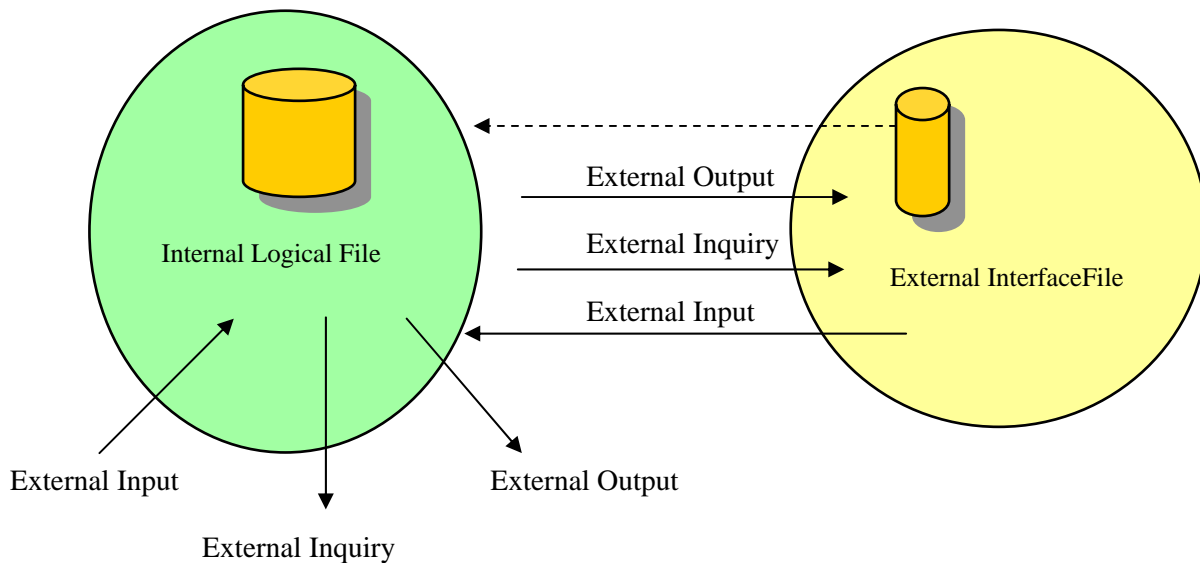 External Output
External Inquiry
Internal Logical File
External InterfaceFile
External Input
External Input
External Output
External Inquiry